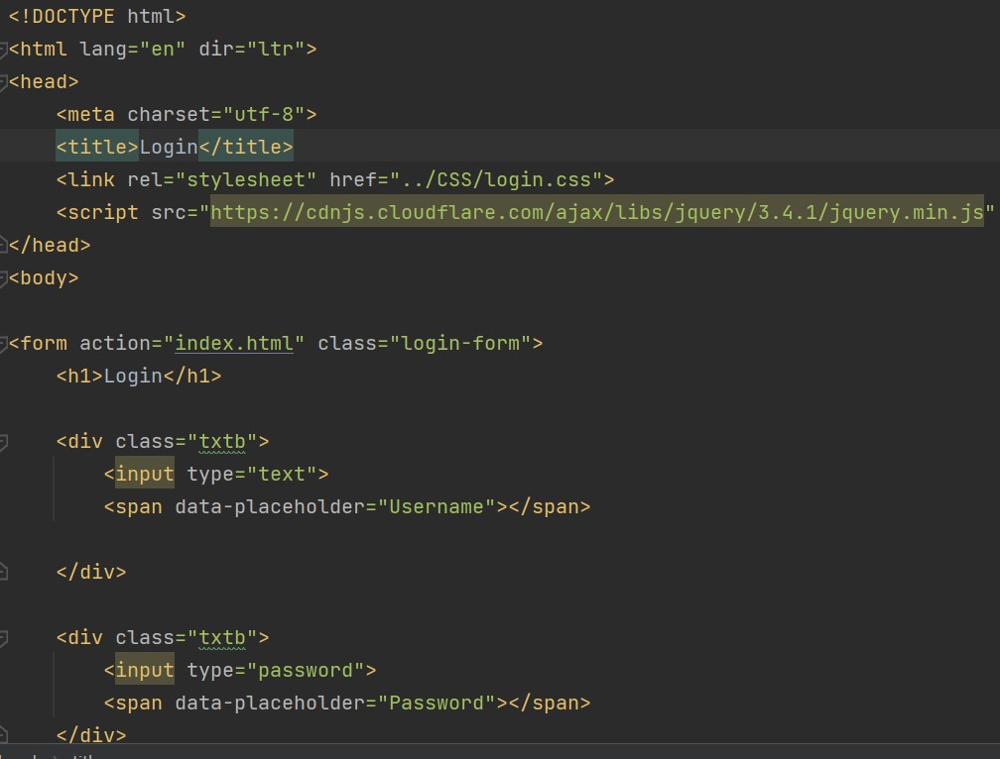 <!DOCTYPE html>
<html lang="en" dir="ltr">
<head>
<meta charset="utf-8">
<title>Login</title>
<link rel="stylesheet" href="../CSS/login.css">
<script src="https://cdnjs.cloudflare.com/ajax/libs/jquery/3.4.1/jquery.min.js"
</head>
<body>
<form action="index.html" class="login-form">
<h1>Login</h1>
<div class="txtb">
<input type="text">
<span data-placeholder="Username"></span>
</div>
<div class="txtb">
<input type="password">
<span data-placeholder="Password"></span>
</div>